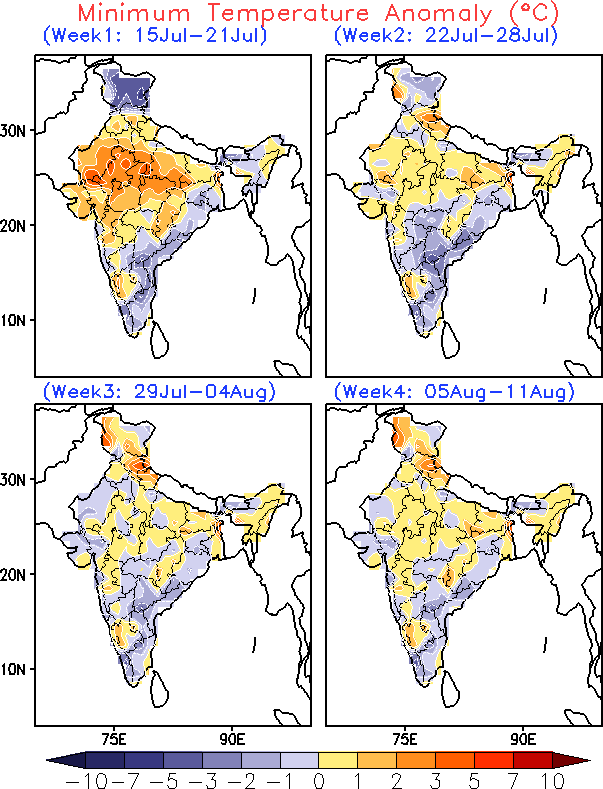 Minimum Temperature Anomaly (°C)
(Week1: 15Jul−21Jul)
(Week2: 22Jul−28Jul)
30N
20N
10N
(Week3: 29Jul−04Aug)
(Week4: 05Aug−11Aug)
30N
20N
10N
75E 90E 75E 90E
−10 −7 −5 −3 −2 −1 0 1 2 3 5 7 10